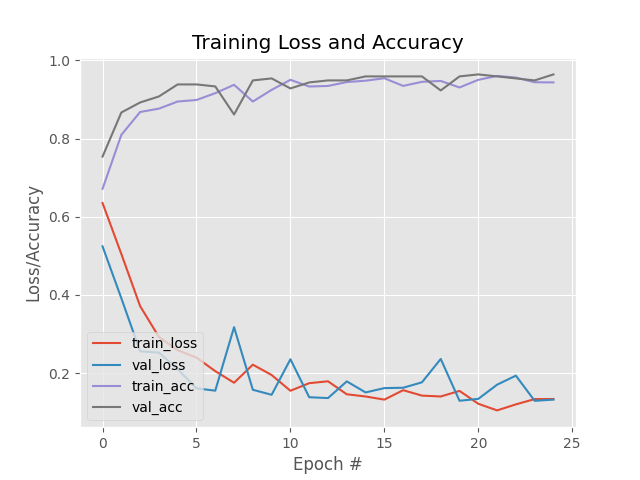 Training Loss and Accuracy
1.0
0.8
0.6
0.4
0.2
Loss/Accuracy
train_loss
val_loss
train_acc
val_acc
0 5 10 15 20 25
Epoch #